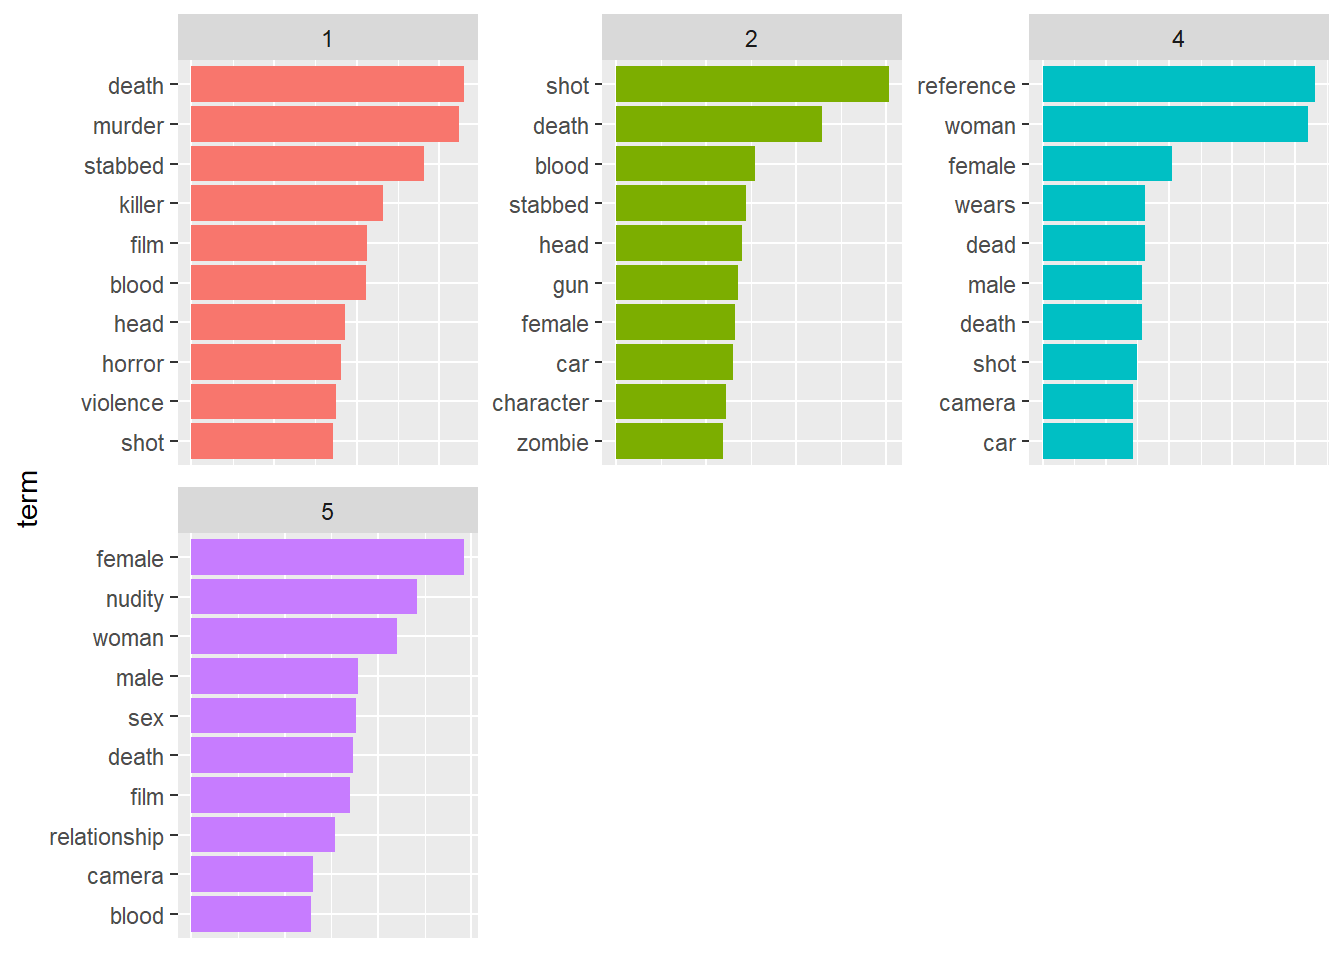 1
death
murder
stabbed
killer
film
blood
head
horror
violence
shot
2
shot
death
blood
stabbed
head
gun
female
car
character
zombie
4
reference
woman
female
wears
dead
male
death
shot
camera
car
term
5
female
nudity
woman
male
sex
death
film
relationship
camera
blood